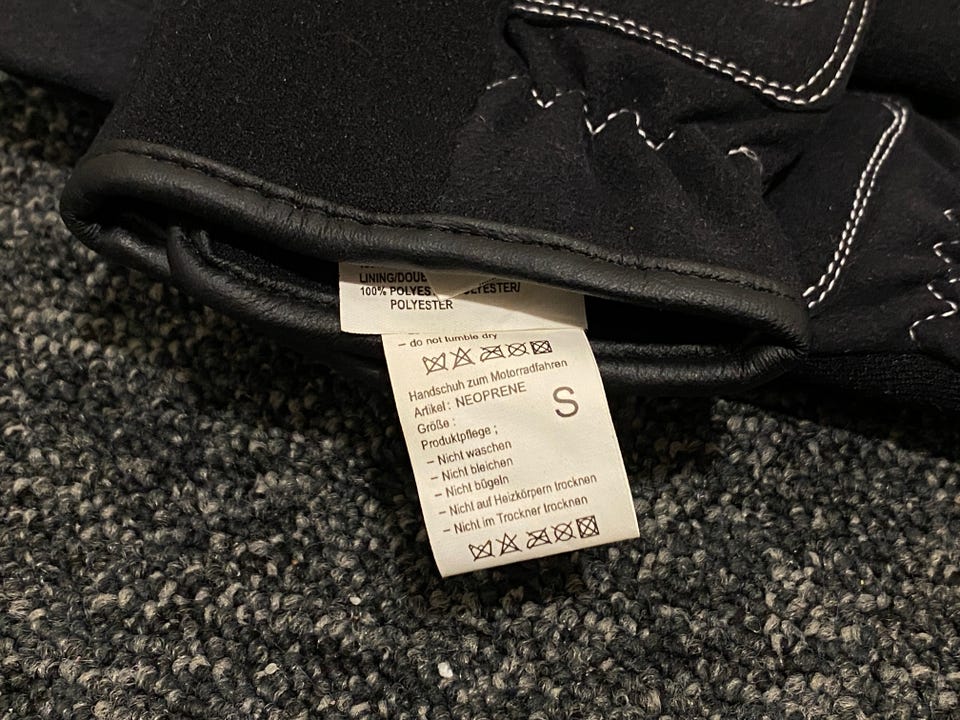 LINING/DOUB
100% POLYES YESTER/
POLYESTER
– do not tumble dry
Handschuh zum Motorradfahren
Artikel: NEOPRENE
Größe: S
Produktpflege;
– Nicht waschen
– Nicht bleichen
– Nicht bügeln
– Nicht auf Heizkörpern trocknen
– Nicht im Trockner trocknen